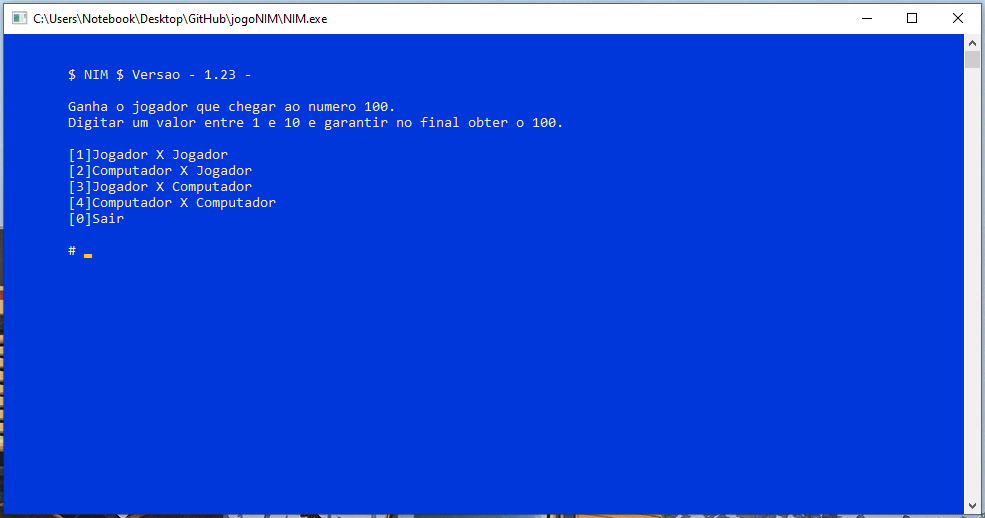 C:\Users\Notebook\Desktop\GitHub\jogoNIM\NIM.exe
$ NIM $ Versao - 1.23 -
Ganha o jogador que chegar ao numero 100.
Digitar um valor entre 1 e 10 e garantir no final obter o 100.
[1]Jogador X Jogador
[2]Computador X Jogador
[3]Jogador X Computador
[4]Computador X Computador
[0]Sair
#